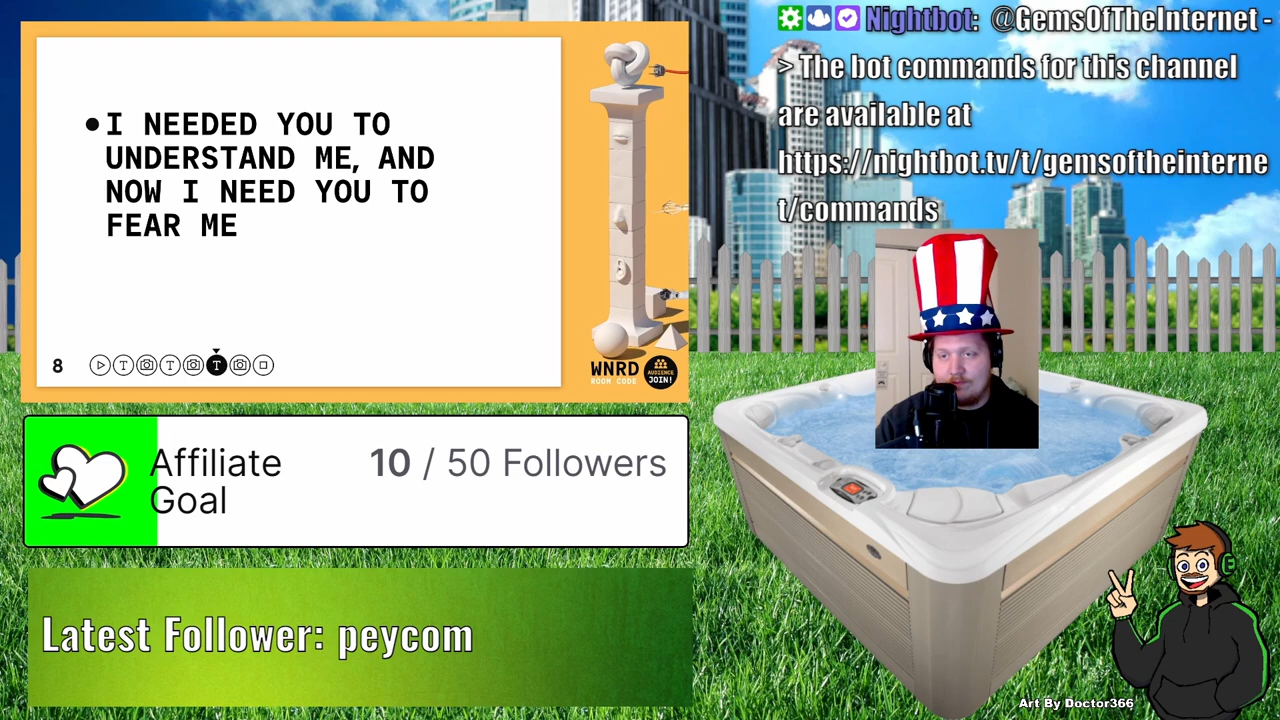 ●I NEEDED YOU TO
UNDERSTAND ME, AND
NOW I NEED YOU TO
FEAR ME
8
T T T
WNRD
ROOM CODE
AUDIENCE
JOIN!
Nightbot: @GemsOfTheInternet -
> The bot commands for this channel
are available at
https://nightbot.tv/t/gemsoftheinterne
t/commands
Affiliate
Goal
10 / 50 Followers
Latest Follower: peycom
Art By Doctor366